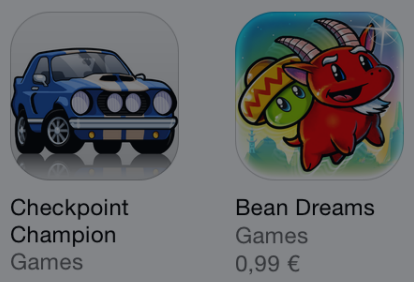 Checkpoint
Champion
Games
Bean Dreams
Games
0,99 €